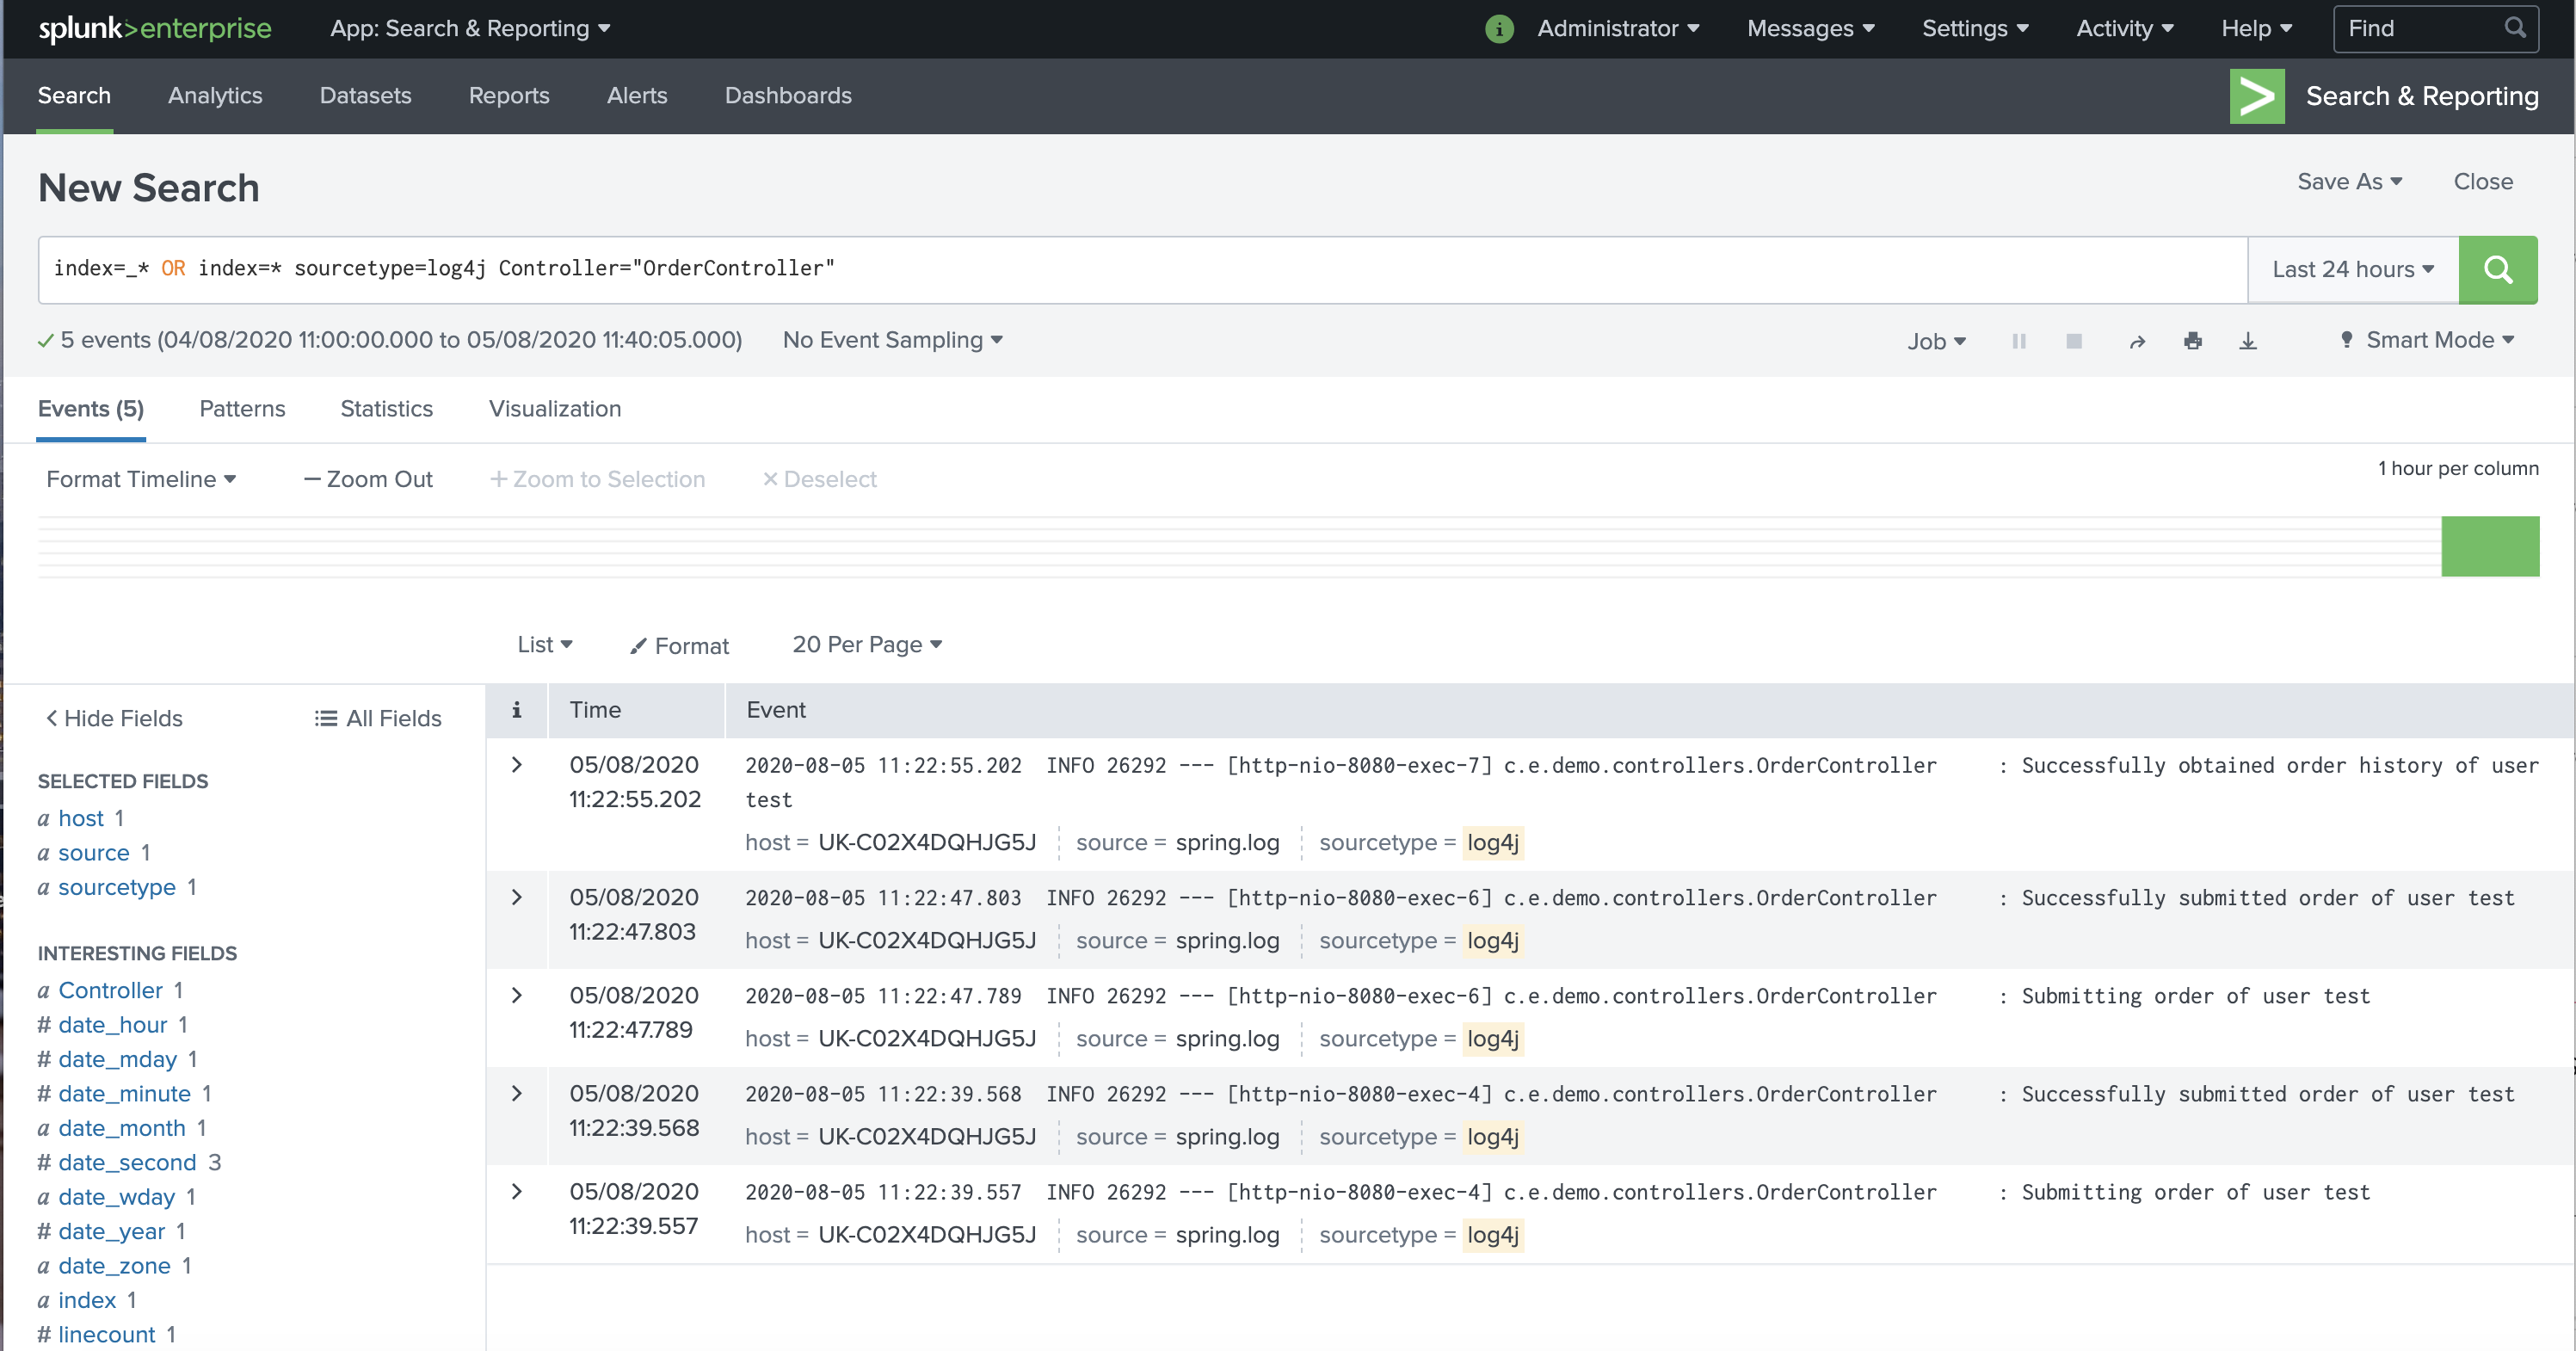 splunk>enterprise App: Search & Reporting i Administrator Messages Settings Activity Help Find
Search Analytics Datasets Reports Alerts Dashboards Search & Reporting
New Search Save As Close
index=_* OR index=* sourcetype=log4j Controller="OrderController" Last 24 hours
5 events (04/08/2020 11:00:00.000 to 05/08/2020 11:40:05.000) No Event Sampling Job Smart Mode
Events (5) Patterns Statistics Visualization
Format Timeline — Zoom Out + Zoom to Selection × Deselect 1 hour per column
List Format 20 Per Page
< Hide Fields All Fields
SELECTED FIELDS
a host 1
a source 1
a sourcetype 1
INTERESTING FIELDS
a Controller 1
# date_hour 1
# date_mday 1
# date_minute 1
a date_month 1
# date_second 3
a date_wday 1
# date_year 1
a date_zone 1
a index 1
# linecount 1
i Time Event
> 05/08/2020 2020-08-05 11:22:55.202 INFO 26292 --- [http-nio-8080-exec-7] c.e.demo.controllers.OrderController : Successfully obtained order history of user
11:22:55.202 test
host = UK-C02X4DQHJG5J source = spring.log sourcetype = log4j
> 05/08/2020 2020-08-05 11:22:47.803 INFO 26292 --- [http-nio-8080-exec-6] c.e.demo.controllers.OrderController : Successfully submitted order of user test
11:22:47.803 host = UK-C02X4DQHJG5J source = spring.log sourcetype = log4j
> 05/08/2020 2020-08-05 11:22:47.789 INFO 26292 --- [http-nio-8080-exec-6] c.e.demo.controllers.OrderController : Submitting order of user test
11:22:47.789 host = UK-C02X4DQHJG5J source = spring.log sourcetype = log4j
> 05/08/2020 2020-08-05 11:22:39.568 INFO 26292 --- [http-nio-8080-exec-4] c.e.demo.controllers.OrderController : Successfully submitted order of user test
11:22:39.568 host = UK-C02X4DQHJG5J source = spring.log sourcetype = log4j
> 05/08/2020 2020-08-05 11:22:39.557 INFO 26292 --- [http-nio-8080-exec-4] c.e.demo.controllers.OrderController : Submitting order of user test
11:22:39.557 host = UK-C02X4DQHJG5J source = spring.log sourcetype = log4j